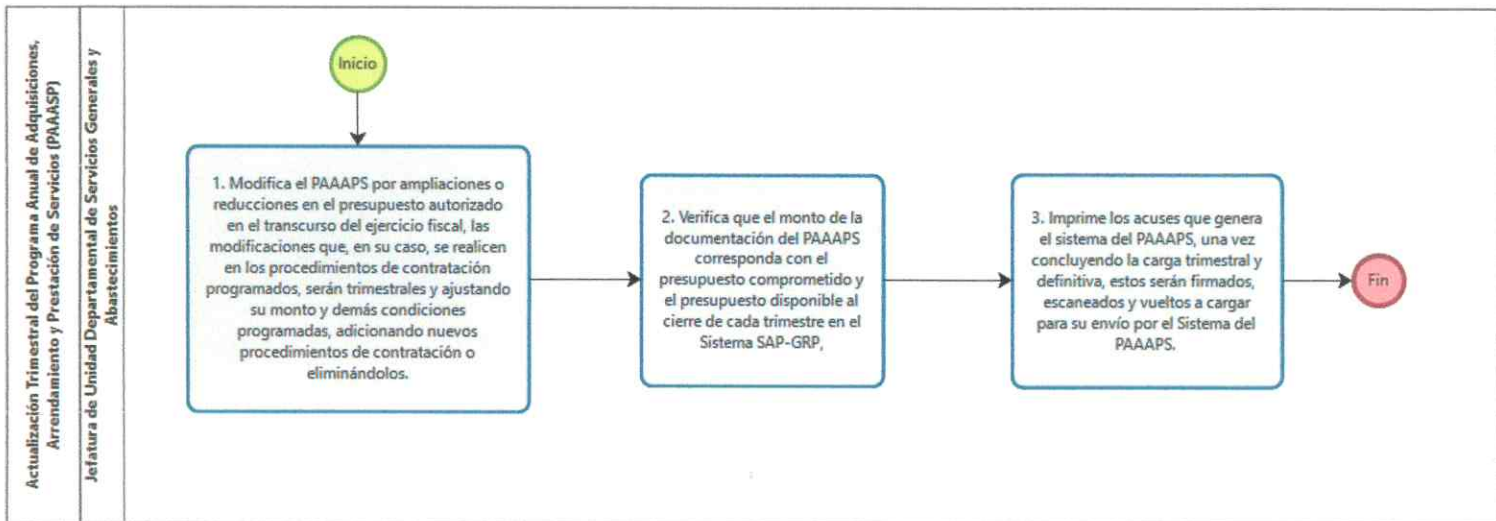 Actualización Trimestral del Programa Anual de Adquisiciones,
Arrendamiento y Prestación de Servicios (PAAASP)
Jefatura de Unidad Departamental de Servicios Generales y
Abastecimientos
Inicio
1. Modifica el PAAAPS por ampliaciones o
reducciones en el presupuesto autorizado
en el transcurso del ejercicio fiscal, las
modificaciones que, en su caso, se realicen
en los procedimientos de contratación
programados, serán trimestrales y ajustando
su monto y demás condiciones
programadas, adicionando nuevos
procedimientos de contratación o
eliminándolos.
2. Verifica que el monto de la
documentación del PAAAPS
corresponda con el
presupuesto comprometido y
el presupuesto disponible al
cierre de cada trimestre en el
Sistema SAP-GRP,
3. Imprime los acuses que genera
el sistema del PAAAPS, una vez
concluyendo la carga trimestral y
definitiva, estos serán firmados,
escaneados y vueltos a cargar
para su envío por el Sistema del
PAAAPS.
Fin